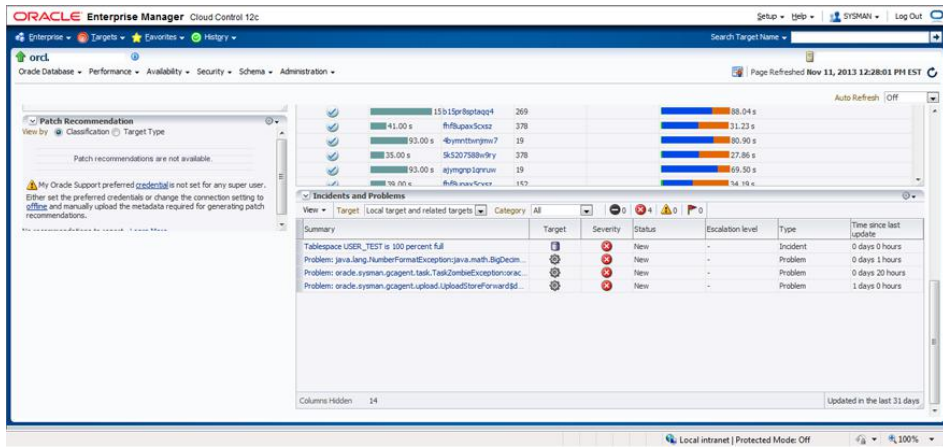 ORACLE Enterprise Manager Cloud Control 12c
Setup Help SYSMAN Log Out
Enterprise Targets Favorites History
Search Target Name
orcl.
Oracle Database Performance Availability Security Schema Administration
Page Refreshed Nov 11, 2013 12:28:01 PM EST
Auto Refresh Off
Patch Recommendation
View by Classification Target Type
Patch recommendations are not available.
My Oracle Support preferred credential is not set for any super user.
Either set the preferred credentials or change the connection setting to
offline and manually upload the metadata required for generating patch
recommendations.
15b15pr8sptaqq4 269 88.04 s
41.00 s 378 31.23 s
93.00 s 4bymnttwnjmw7 19 80.90 s
35.00 s 5k5207588w9ry 378 27.86 s
93.00 s ajymgnp1qnruw 19 69.50 s
Incidents and Problems
View Target Local target and related targets Category All 0 4 0 0
Summary Target Severity Status Escalation level Type Time since last
update
Tablespace USER_TEST is 100 percent full New - Incident 0 days 0 hours
Problem: java.lang.NumberFormatException:java.math.BigDecim... New - Problem 0 days 1 hours
Problem: oracle.sysman.gcagent.task.TaskZombieException:orac... New - Problem 0 days 20 hours
Problem: oracle.sysman.gcagent.upload.UploadStoreForward$d... New - Problem 1 days 0 hours
Columns Hidden 14
Updated in the last 31 days
Local intranet | Protected Mode: Off
100%